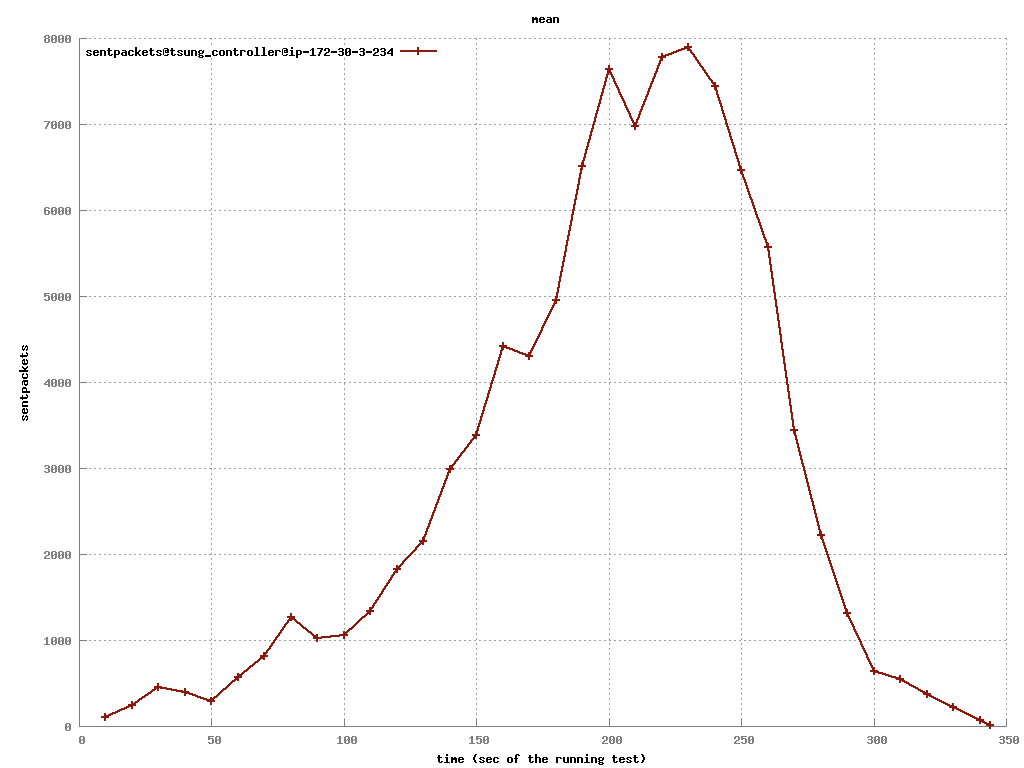 mean
sentpackets@tsung_controller@ip-172-30-3-234
8000
7000
6000
5000
4000
3000
2000
1000
0
sentpackets
0 50 100 150 200 250 300 350
time (sec of the running test)